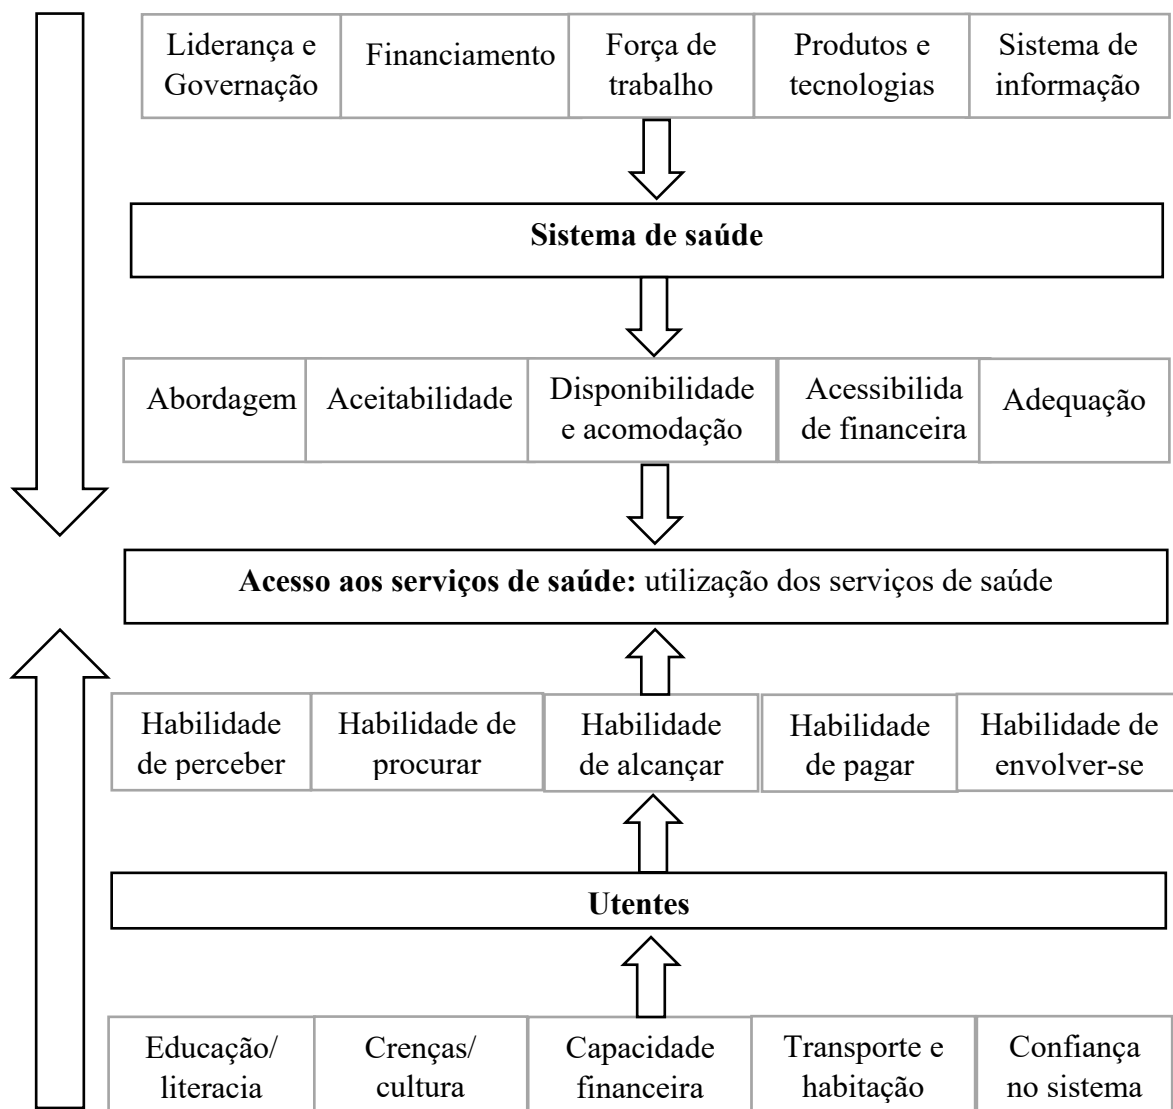 Liderança e
Governação
Financiamento
Força de
trabalho
Produtos e
tecnologias
Sistema de
informação
Sistema de saúde
Abordagem
Aceitabilidade
Disponibilidade
e acomodação
Acessibilida
de financeira
Adequação
Acesso aos serviços de saúde: utilização dos serviços de saúde
Habilidade
de perceber
Habilidade de
procurar
Habilidade
de alcançar
Habilidade
de pagar
Habilidade de
envolver-se
Utentes
Educação/
literacia
Crenças/
cultura
Capacidade
financeira
Transporte e
habitação
Confiança
no sistema